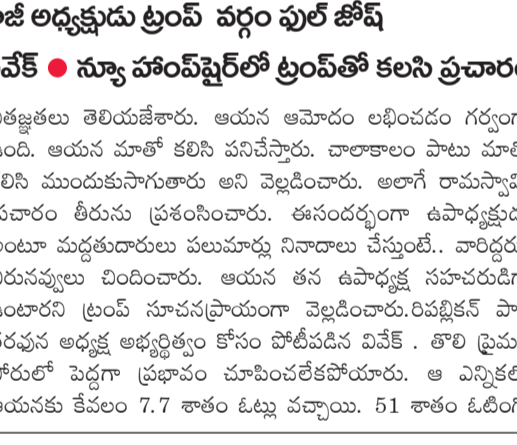 ాజీ అధ్యక్షుడు ట్రంప్ వర్గం ఫుల్ జోష్
వేక్ ● న్యూ హాంప్‌షైర్‌లో ట్రంప్‌తో కలసి ప్రచారం
తజ్ఞతలు తెలియజేశారు. ఆయన ఆమోదం లభించడం గర్వంగా
ఉంది. ఆయన మాతో కలిసి పనిచేస్తారు. చాలాకాలం పాటు మాతో
లిసి ముందుకుసాగుతారు అని వెల్లడించారు. అలాగే రామస్వామి
చారం తీరును ప్రశంసించారు. ఈసందర్భంగా ఉపాధ్యక్షుడు
ంటూ మద్దతుదారులు పలుమార్లు నినాదాలు చేస్తుంటే.. వారిద్దరు
రునవ్వులు చిందించారు. ఆయన తన ఉపాధ్యక్ష సహచరుడిగా
ఉంటారని ట్రంప్ సూచనప్రాయంగా వెల్లడించారు.రిపబ్లికన్ పా
రఫున అధ్యక్ష అభ్యర్థిత్వం కోసం పోటీపడిన వివేక్ . తొలి ప్రైమ
ోరులో పెద్దగా ప్రభావం చూపించలేకపోయారు. ఆ ఎన్నికల
యనకు కేవలం 7.7 శాతం ఓట్లు వచ్చాయి. 51 శాతం ఓటింగ్